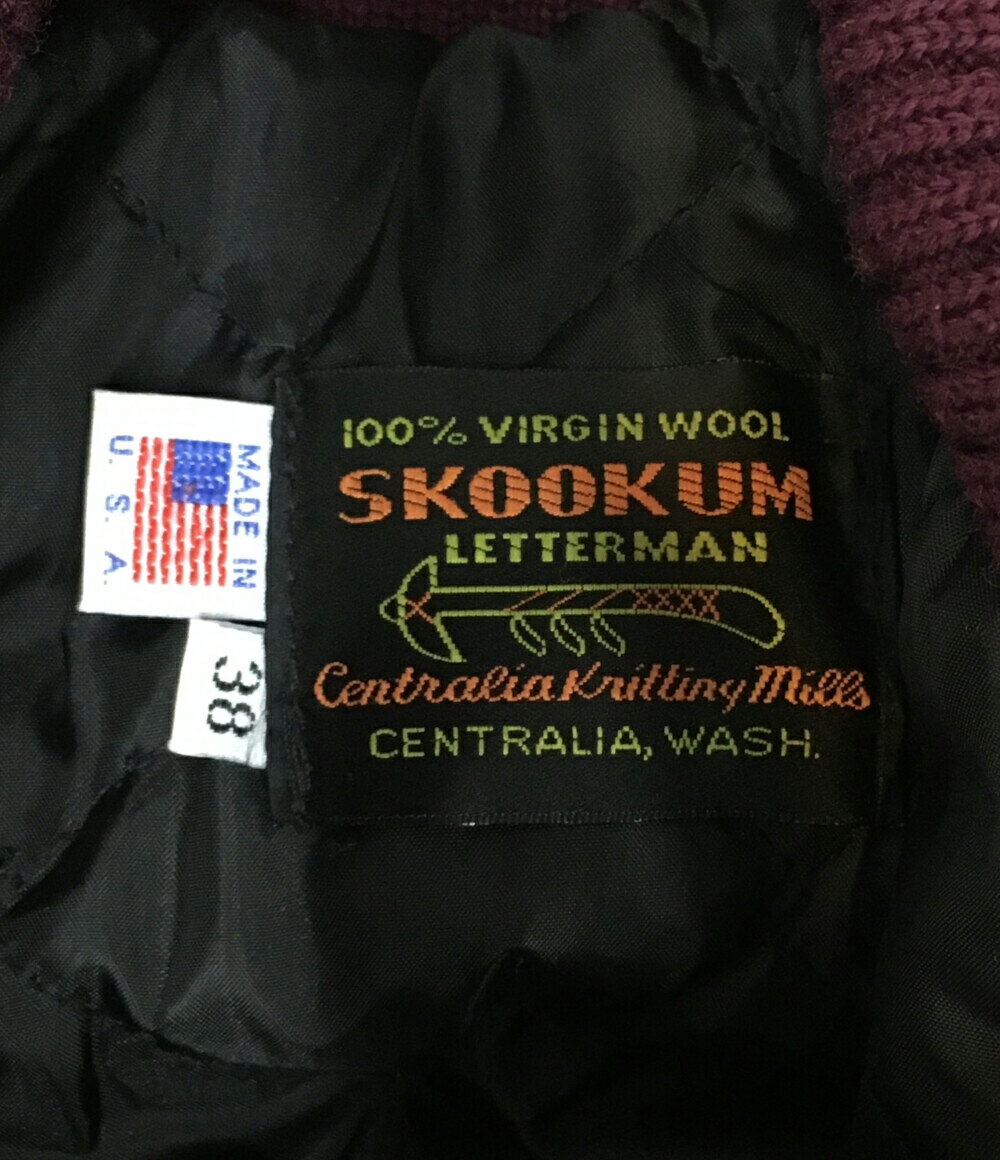 100% VIRGIN WOOL
SKOOKUM
LETTERMAN
Centralia Knitting Mills
CENTRALIA, WASH.
MADE IN
U. S. A.
38